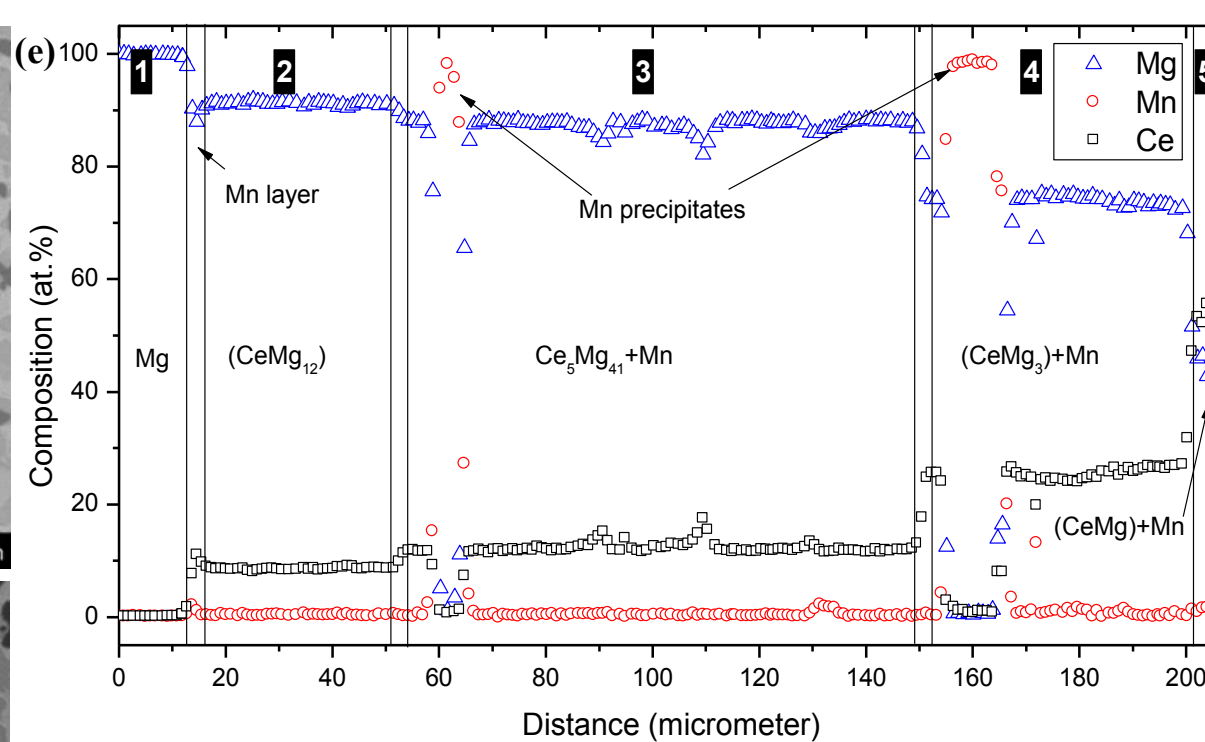 (e)
100
80
60
40
20
0
Composition (at.%)
1
2
3
4
5
Mg
Mn
Ce
Mn layer
Mn precipitates
Mg
(CeMg₁₂)
Ce₅Mg₄₁+Mn
(CeMg₃)+Mn
(CeMg)+Mn
0 20 40 60 80 100 120 140 160 180 200
Distance (micrometer)